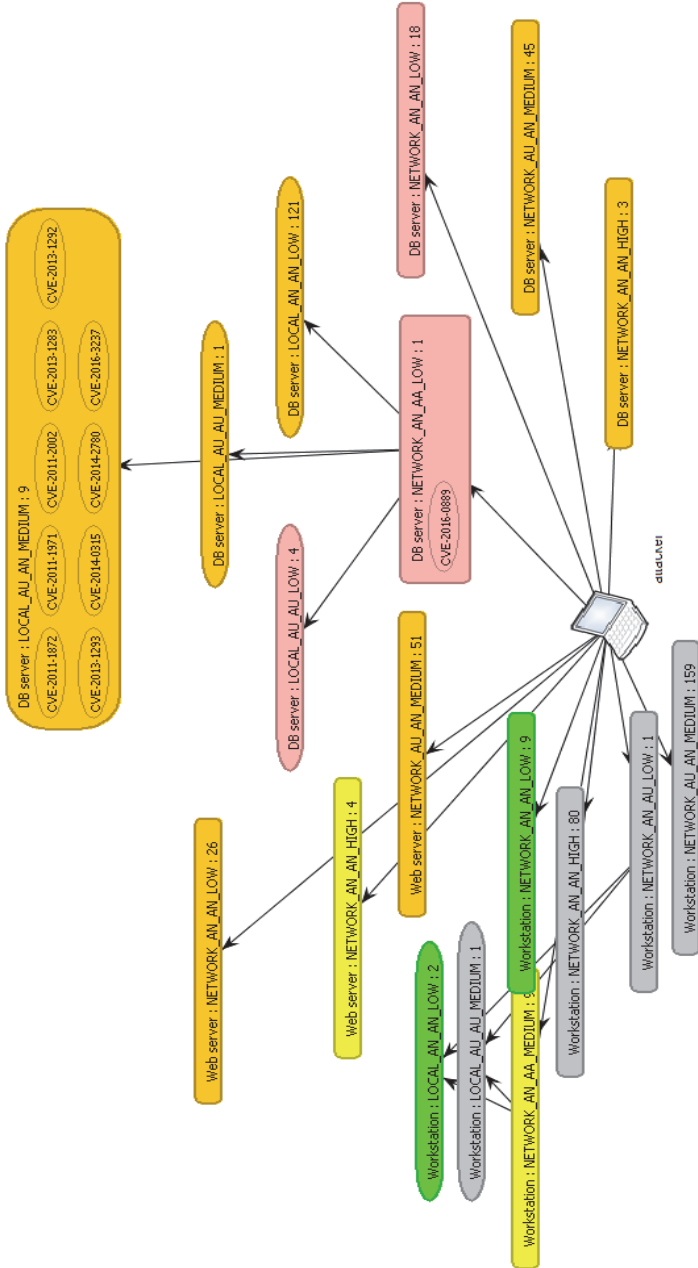 DB server : LOCAL_AU_AN_MEDIUM : 9
CVE-2011-1872
CVE-2011-1971
CVE-2011-2002
CVE-2013-1283
CVE-2013-1292
CVE-2013-1293
CVE-2014-0315
CVE-2014-2780
CVE-2016-3237
Web server : NETWORK_AN_AN_LOW : 26
DB server : LOCAL_AU_AU_MEDIUM : 1
DB server : LOCAL_AU_AU_LOW : 4
DB server : LOCAL_AN_AN_LOW : 121
Web server : NETWORK_AN_AN_HIGH : 4
Workstation : LOCAL_AN_AN_LOW : 2
Web server : NETWORK_AU_AN_MEDIUM : 51
DB server : NETWORK_AN_AA_LOW : 1
CVE-2016-0889
DB server : NETWORK_AN_AN_LOW : 18
Workstation : LOCAL_AU_AU_MEDIUM : 1
Workstation : NETWORK_AN_AA_MEDIUM :
Workstation : NETWORK_AN_AN_LOW : 9
DB server : NETWORK_AU_AN_MEDIUM : 45
Workstation : NETWORK_AN_AN_HIGH : 80
DB server : NETWORK_AN_AN_HIGH : 3
Workstation : NETWORK_AN_AU_LOW : 1
Workstation : NETWORK_AU_AN_MEDIUM : 159